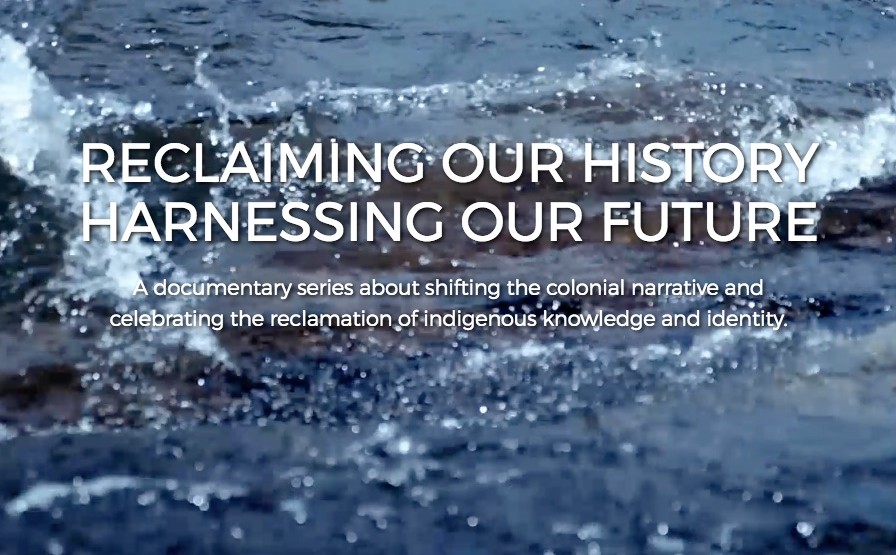 RECLAIMING OUR HISTORY
HARNESSING OUR FUTURE
A documentary series about shifting the colonial narrative and
celebrating the reclamation of indigenous knowledge and identity.